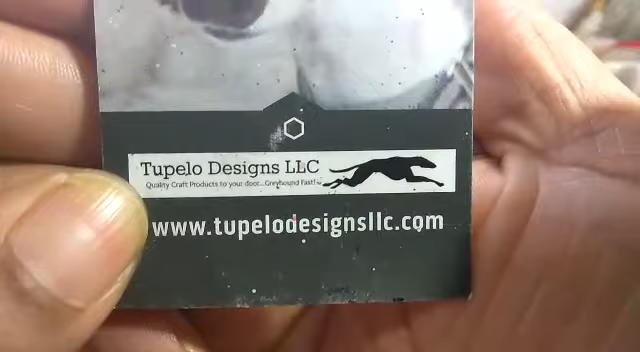 Tupelo Designs LLC
Quality Craft Products to your door...Greyhound Fast!
www.tupelodesignsllc.com